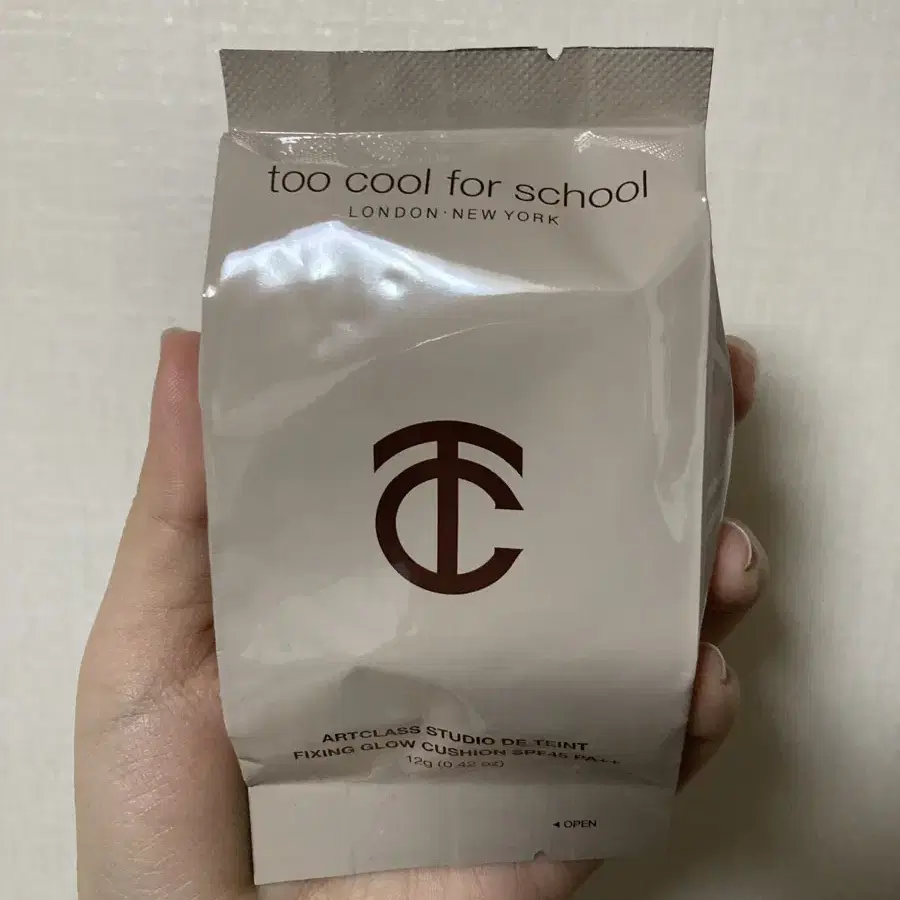 too cool for school
LONDON · NEW YORK
TC
ARTCLASS STUDIO DE TEINT
FIXING GLOW CUSHION SPF45 PA++
12g (0.42 oz)
◂ OPEN